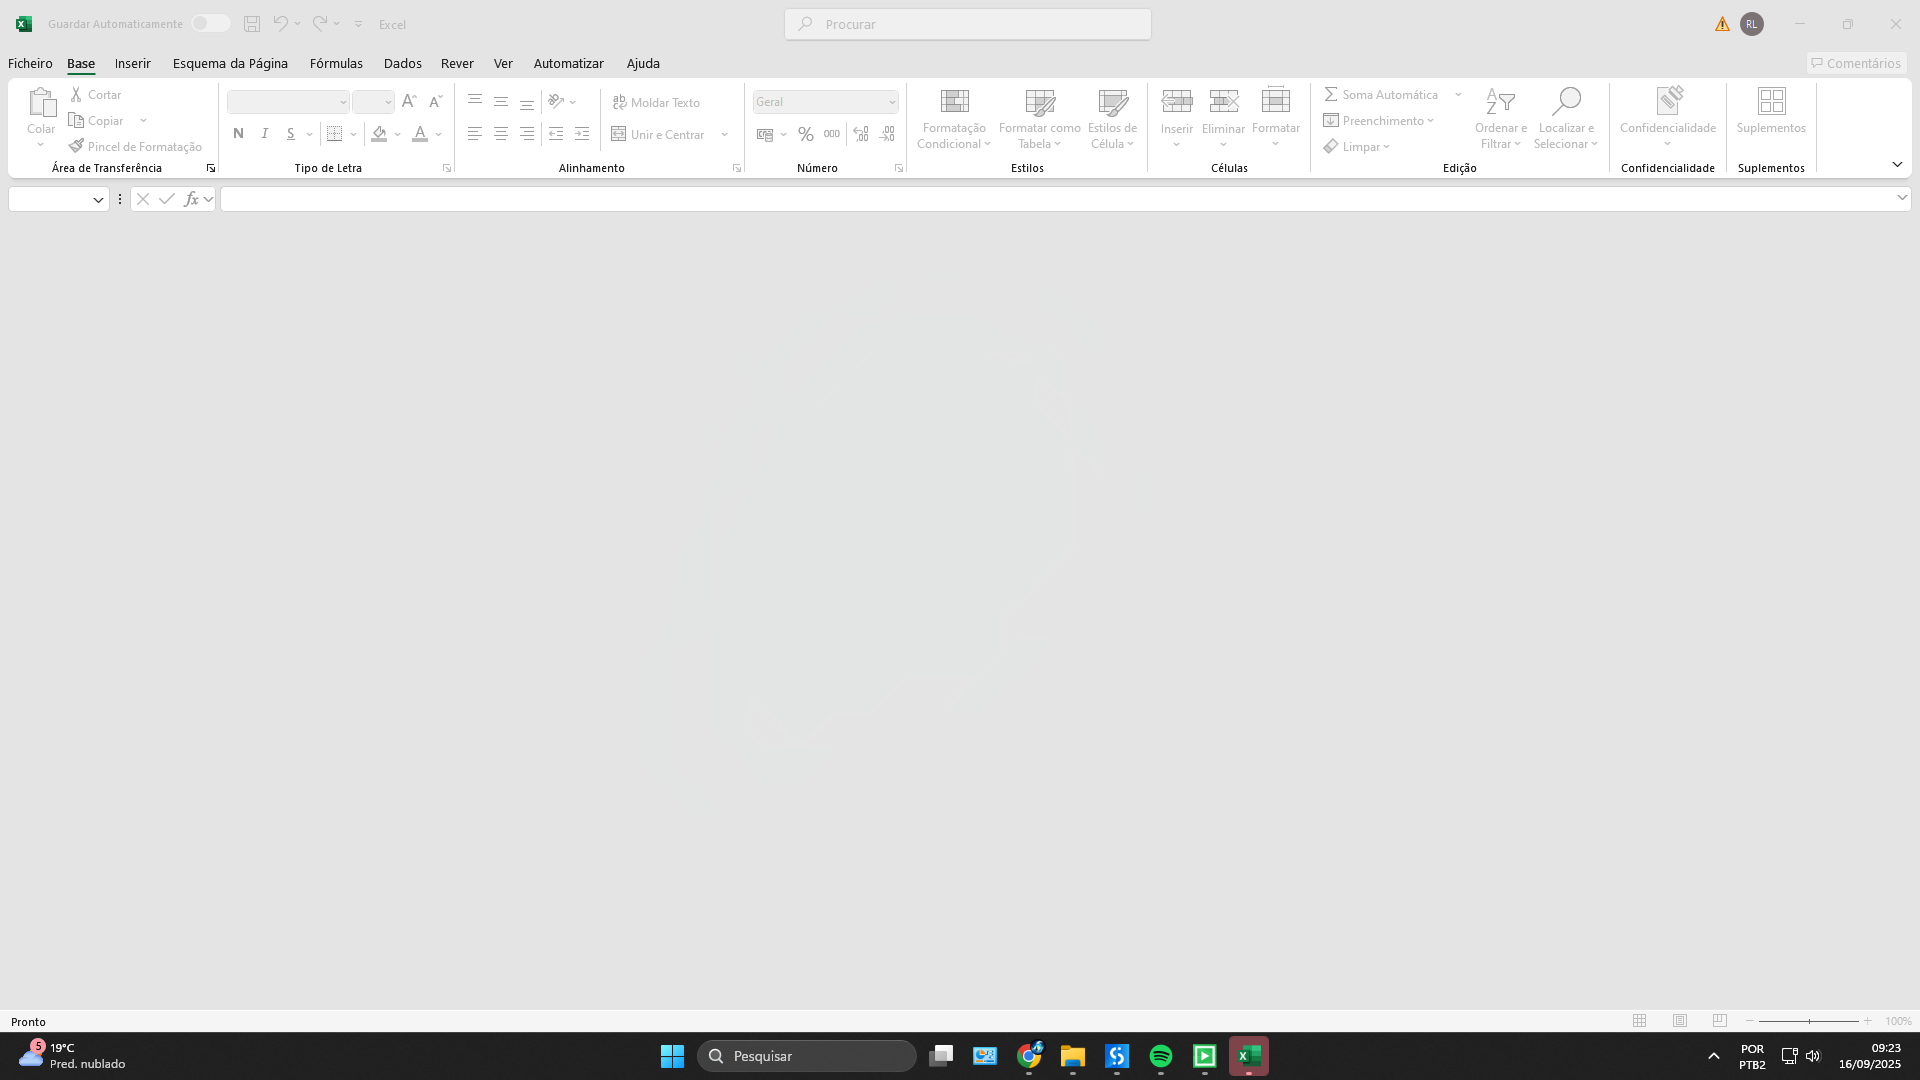 Guardar Automaticamente
Excel
Procurar
RL
Ficheiro Base Inserir Esquema da Página Fórmulas Dados Rever Ver Automatizar Ajuda
Comentários
Colar
Cortar
Copiar
Pincel de Formatação
Área de Transferência
N I S
A A A
Tipo de Letra
ab
Moldar Texto
Unir e Centrar
Alinhamento
Geral
% 000
Número
Formatação
Condicional
Formatar como
Tabela
Estilos de
Célula
Estilos
Inserir
Eliminar
Formatar
Células
Soma Automática
Preenchimento
Limpar
Ordenar e
Filtrar
Localizar e
Selecionar
Edição
Confidencialidade
Confidencialidade
Suplementos
Suplementos
fx
Pronto
100%
5
19°C
Pred. nublado
Pesquisar
POR
PTB2
09:23
16/09/2025